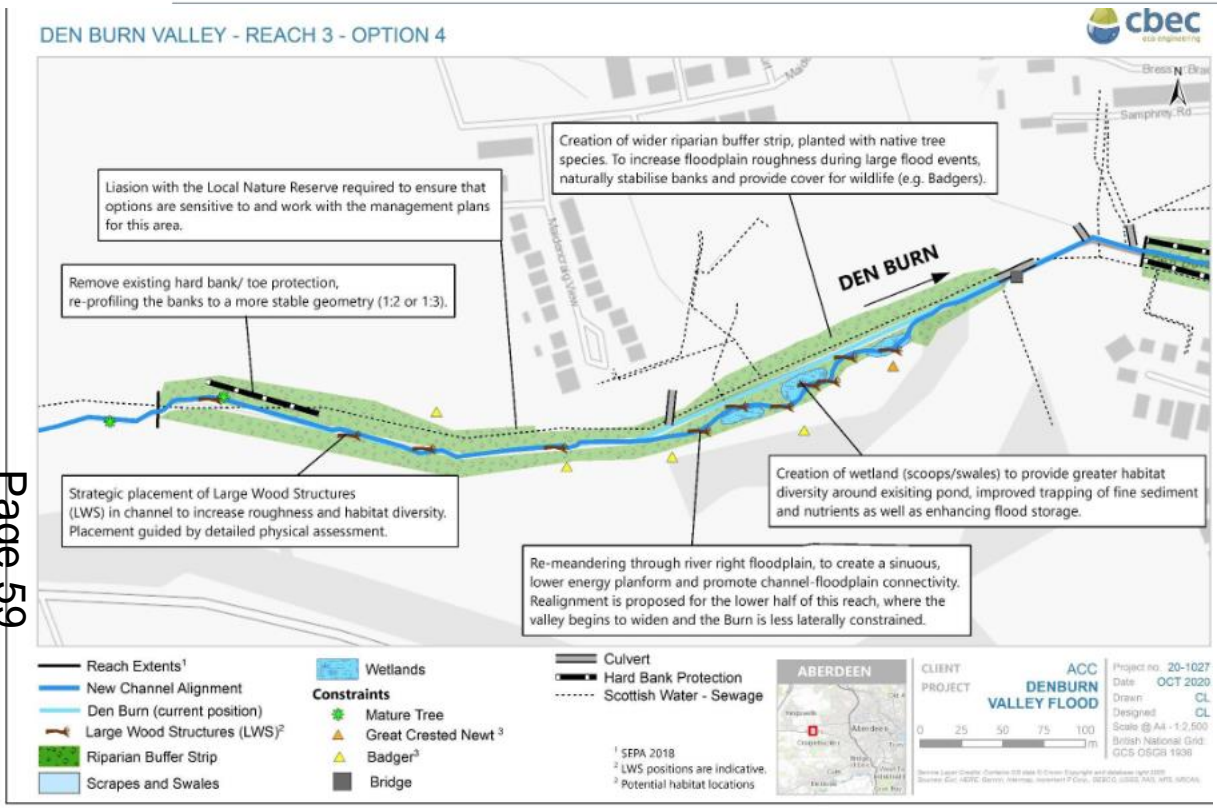 DEN BURN VALLEY - REACH 3 - OPTION 4
cbec
eco engineering
Samphrey Rd
N
Creation of wider riparian buffer strip, planted with native tree
species. To increase floodplain roughness during large flood events,
naturally stabilise banks and provide cover for wildlife (e.g. Badgers).
Liasion with the Local Nature Reserve required to ensure that
options are sensitive to and work with the management plans
for this area.
Maidencraig View
DEN BURN
Remove existing hard bank/ toe protection,
re-profiling the banks to a more stable geometry (1:2 or 1:3).
Strategic placement of Large Wood Structures
(LWS) in channel to increase roughness and habitat diversity.
Placement guided by detailed physical assessment.
Creation of wetland (scoops/swales) to provide greater habitat
diversity around exisiting pond, improved trapping of fine sediment
and nutrients as well as enhancing flood storage.
Re-meandering through river right floodplain, to create a sinuous,
lower energy planform and promote channel-floodplain connectivity.
Realignment is proposed for the lower half of this reach, where the
valley begins to widen and the Burn is less laterally constrained.
Page 59
Reach Extents1
New Channel Alignment
Den Burn (current position)
Large Wood Structures (LWS)2
Riparian Buffer Strip
Scrapes and Swales
Wetlands
Constraints
Mature Tree
Great Crested Newt 3
Badger3
Bridge
Culvert
Hard Bank Protection
Scottish Water - Sewage
1 SEPA 2018
2 LWS positions are indicative.
3 Potential habitat locations
ABERDEEN
Aberdeen
CLIENT ACC
PROJECT DENBURN
VALLEY FLOOD
0 25 50 75 100
m
Project no. 20-1027
Date OCT 2020
Drawn CL
Designed CL
Scale @ A4 - 1:2,500
British National Grid
GCS OSGB 1936